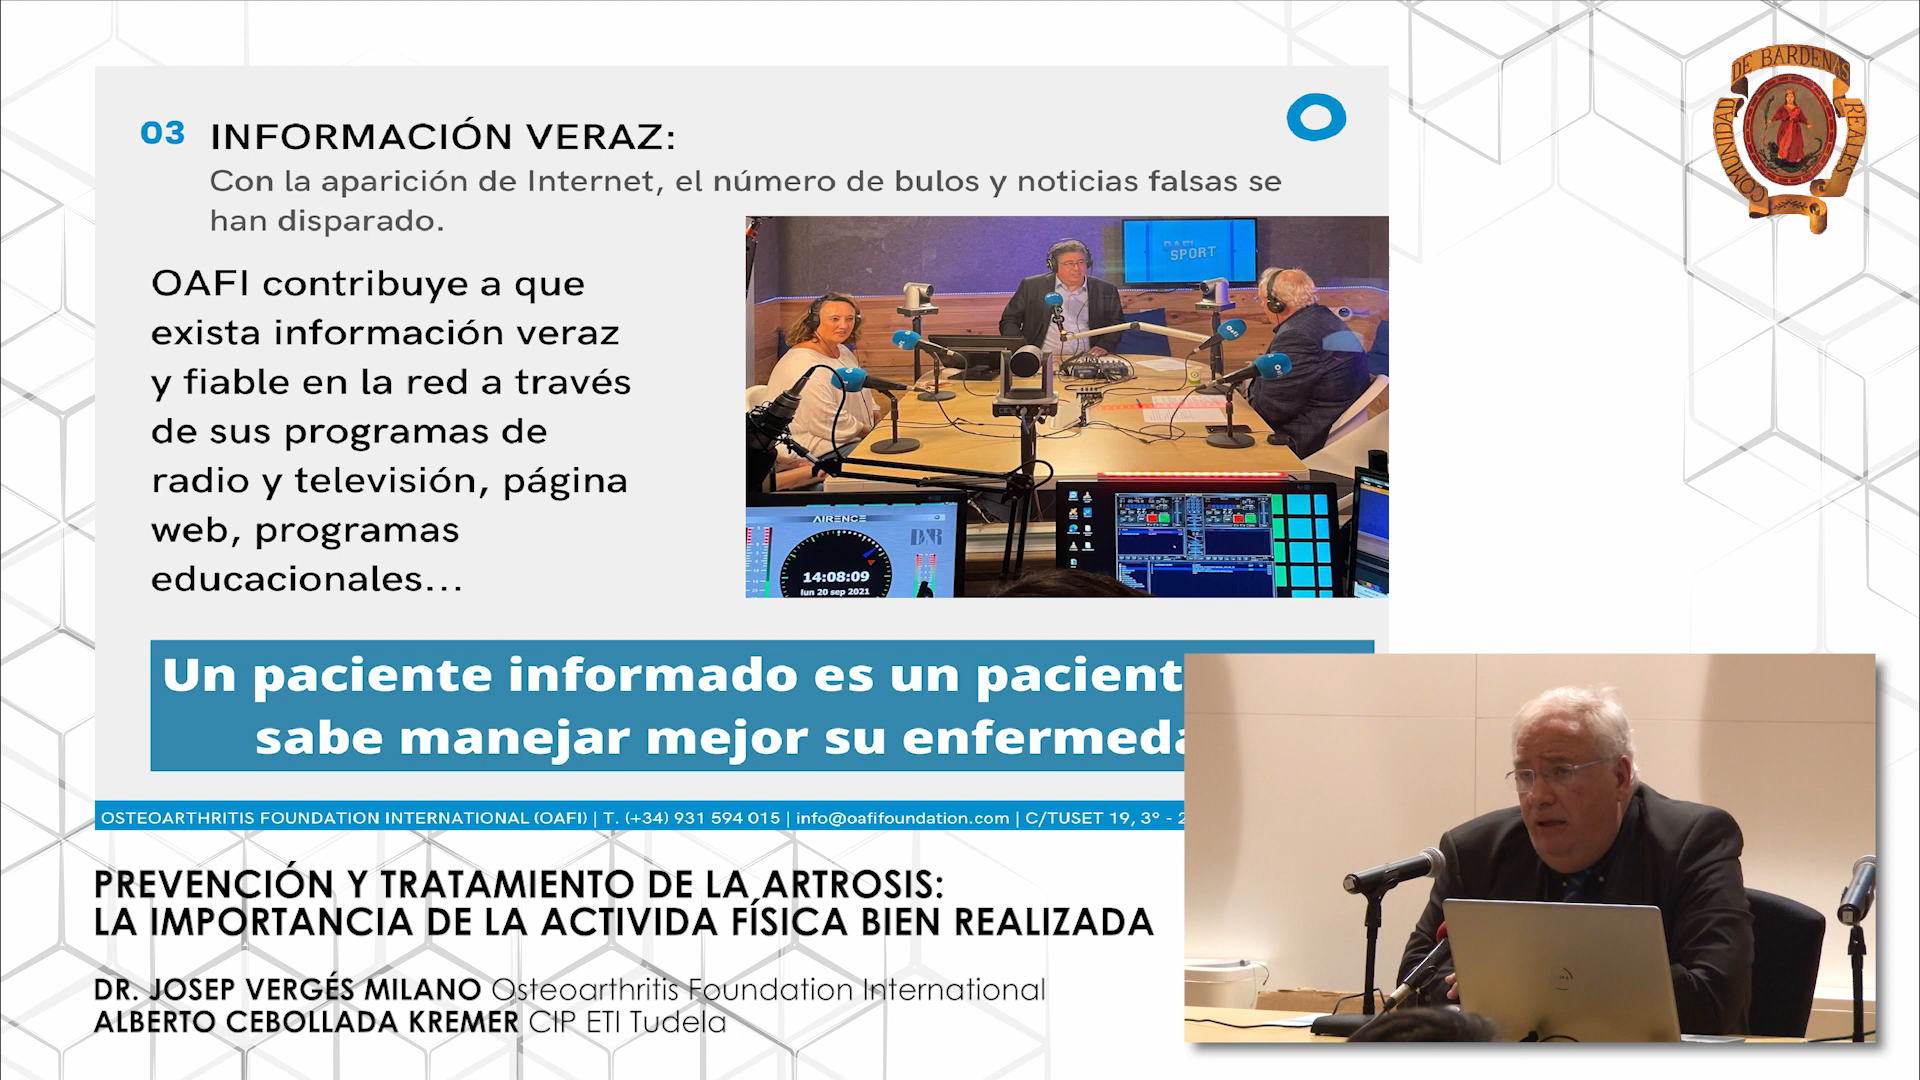 03 INFORMACIÓN VERAZ:
Con la aparición de Internet, el número de bulos y noticias falsas se
han disparado.
OAFI contribuye a que
exista información veraz
y fiable en la red a través
de sus programas de
radio y televisión, página
web, programas
educacionales...
OAFI
SPORT
AIRENCE
D&R
14:08:09
lun 20 sep 2021
Un paciente informado es un pacient
sabe manejar mejor su enfermeda
OSTEOARTHRITIS FOUNDATION INTERNATIONAL (OAFI) | T. (+34) 931 594 015 | info@oafifoundation.com | C/TUSET 19, 3º - 2
COMUNIDAD
DE BARDENAS
REALES
PREVENCIÓN Y TRATAMIENTO DE LA ARTROSIS:
LA IMPORTANCIA DE LA ACTIVIDA FÍSICA BIEN REALIZADA
DR. JOSEP VERGÉS MILANO Osteoarthritis Foundation International
ALBERTO CEBOLLADA KREMER CIP ETI Tudela